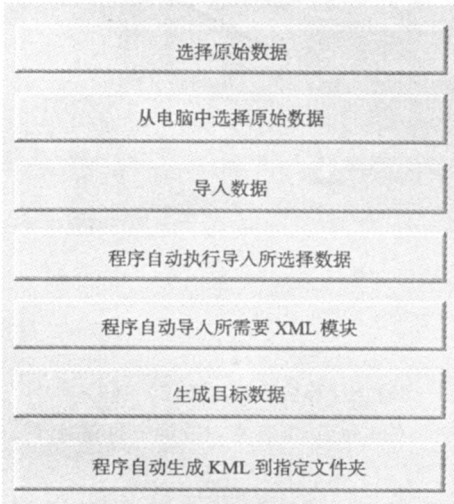 选择原始数据
从电脑中选择原始数据
导入数据
程序自动执行导入所选择数据
程序自动导入所需要 XML 模块
生成目标数据
程序自动生成 KML 到指定文件夹